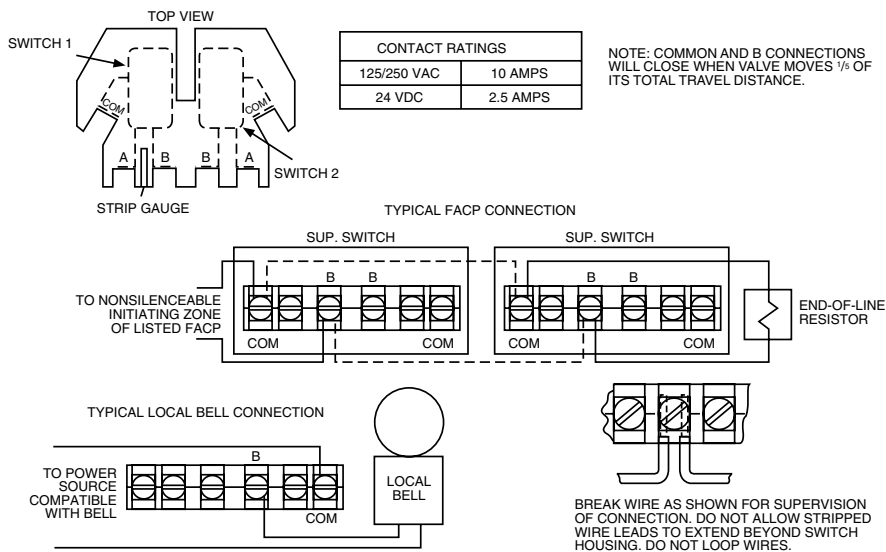 TOP VIEW
SWITCH 1
COM
COM
A
B
B
A
SWITCH 2
STRIP GAUGE
CONTACT RATINGS
125/250 VAC 10 AMPS
24 VDC 2.5 AMPS
NOTE: COMMON AND B CONNECTIONS
WILL CLOSE WHEN VALVE MOVES 1/5 OF
ITS TOTAL TRAVEL DISTANCE.
TYPICAL FACP CONNECTION
SUP. SWITCH
SUP. SWITCH
B B
B B
TO NONSILENCEABLE
INITIATING ZONE
OF LISTED FACP
COM COM
COM COM
END-OF-LINE
RESISTOR
TYPICAL LOCAL BELL CONNECTION
B
TO POWER
SOURCE
COMPATIBLE
WITH BELL
COM
LOCAL
BELL
BREAK WIRE AS SHOWN FOR SUPERVISION
OF CONNECTION. DO NOT ALLOW STRIPPED
WIRE LEADS TO EXTEND BEYOND SWITCH
HOUSING. DO NOT LOOP WIRES.